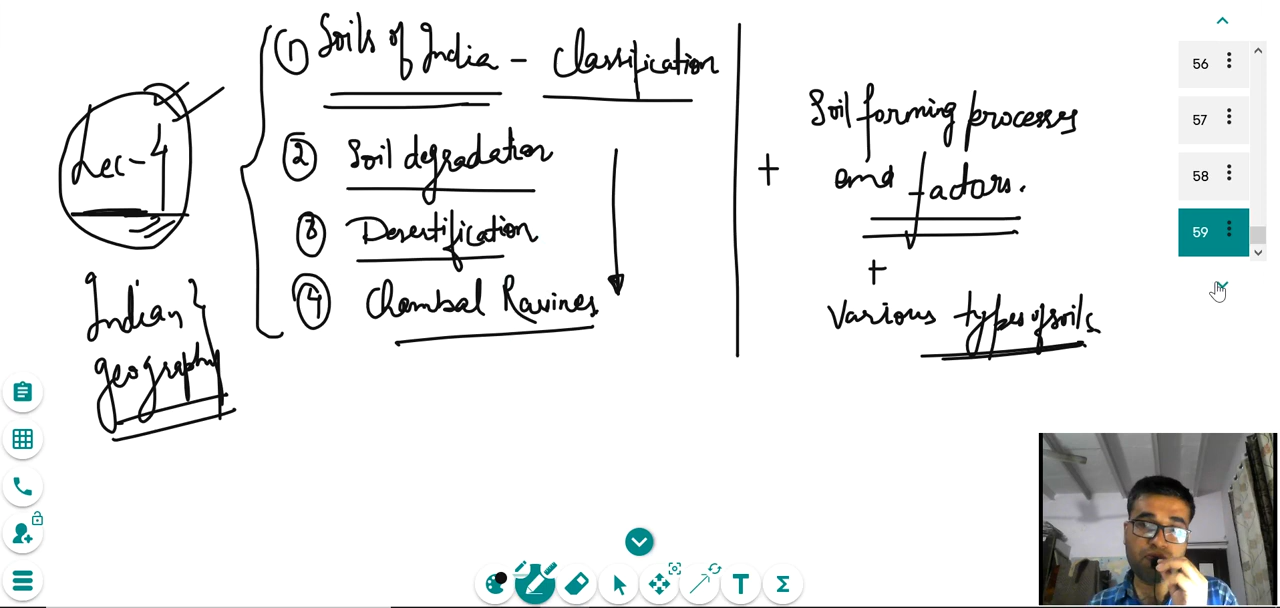 Lec-4
Indian
geography
① Soils of India - Classification
② Soil degradation
③ Desertification
④ Chambal Ravines
+
Soil forming processes
and factors.
+
Various types of soils
56
57
58
59
T
Σ